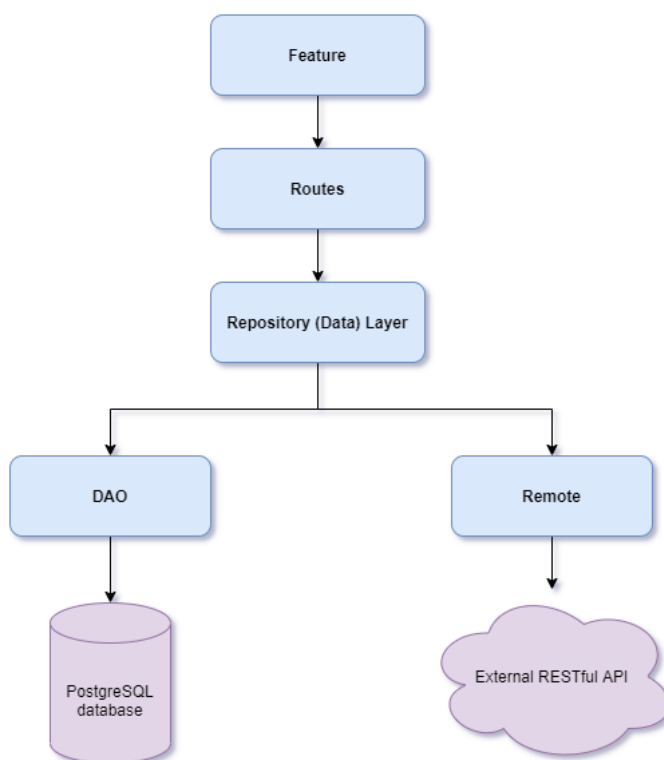 Feature
Routes
Repository (Data) Layer
DAO
Remote
PostgreSQL
database
External RESTful API